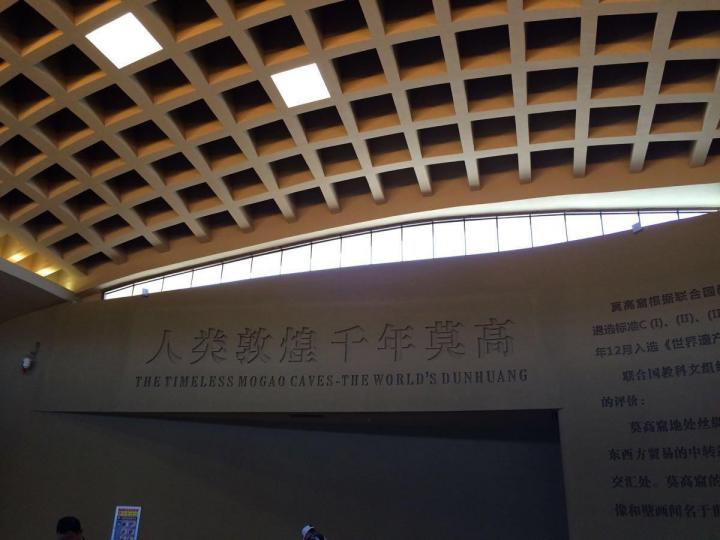 人类敦煌 千年莫高
THE TIMELESS MOGAO CAVES-THE WORLD'S DUNHUANG
莫高窟根据联合国
遴选标准C (I)、(II)、(I
年12月入选《世界遗产
联合国教科文组
的评价：
莫高窟地处丝
东西方贸易的中转
交汇处。莫高窟的
像和壁画闻名于世